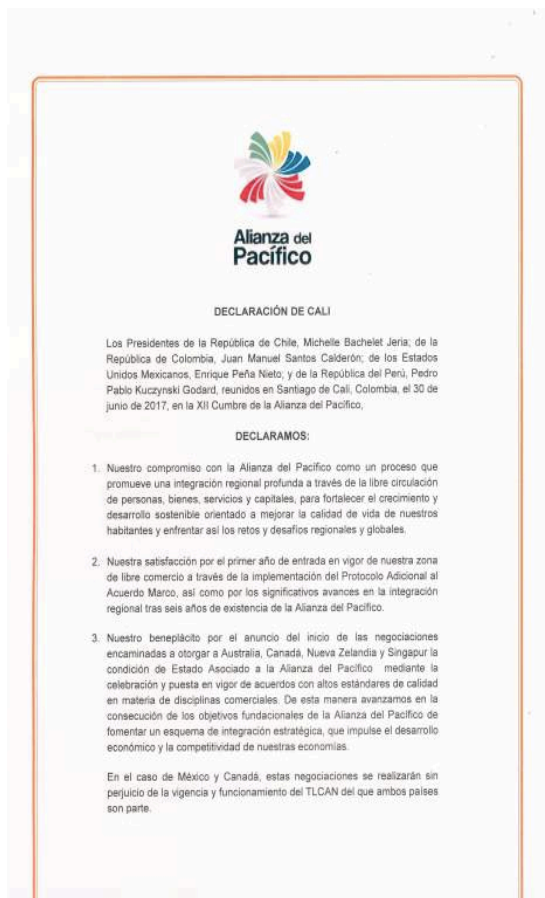 Alianza del
Pacífico
DECLARACIÓN DE CALI
Los Presidentes de la República de Chile, Michelle Bachelet Jeria; de la
República de Colombia, Juan Manuel Santos Calderón; de los Estados
Unidos Mexicanos, Enrique Peña Nieto; y de la República del Perú, Pedro
Pablo Kuczynski Godard, reunidos en Santiago de Cali, Colombia, el 30 de
junio de 2017, en la XII Cumbre de la Alianza del Pacífico,
DECLARAMOS:
1. Nuestro compromiso con la Alianza del Pacífico como un proceso que
promueve una integración regional profunda a través de la libre circulación
de personas, bienes, servicios y capitales, para fortalecer el crecimiento y
desarrollo sostenible orientado a mejorar la calidad de vida de nuestros
habitantes y enfrentar así los retos y desafíos regionales y globales.
2. Nuestra satisfacción por el primer año de entrada en vigor de nuestra zona
de libre comercio a través de la implementación del Protocolo Adicional al
Acuerdo Marco, así como por los significativos avances en la integración
regional tras seis años de existencia de la Alianza del Pacífico.
3. Nuestro beneplácito por el anuncio del inicio de las negociaciones
encaminadas a otorgar a Australia, Canadá, Nueva Zelandia y Singapur la
condición de Estado Asociado a la Alianza del Pacífico mediante la
celebración y puesta en vigor de acuerdos con altos estándares de calidad
en materia de disciplinas comerciales. De esta manera avanzamos en la
consecución de los objetivos fundacionales de la Alianza del Pacífico de
fomentar un esquema de integración estratégica, que impulse el desarrollo
económico y la competitividad de nuestras economías.
En el caso de México y Canadá, estas negociaciones se realizarán sin
perjuicio de la vigencia y funcionamiento del TLCAN del que ambos países
son parte.